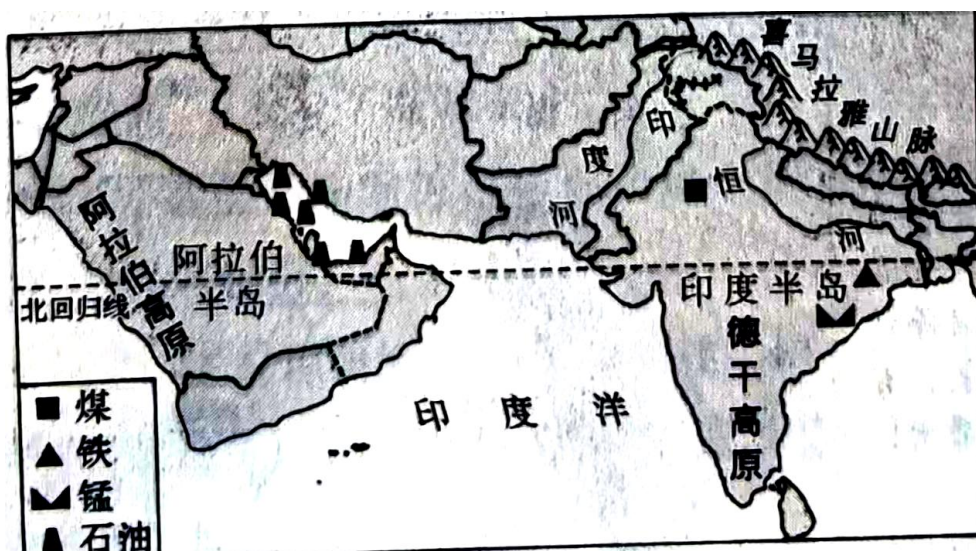 喜马拉雅山脉
印度河
恒河
阿拉伯高原
阿拉伯半岛
北回归线
印度半岛
德干高原
印度洋
煤
铁
锰
石油